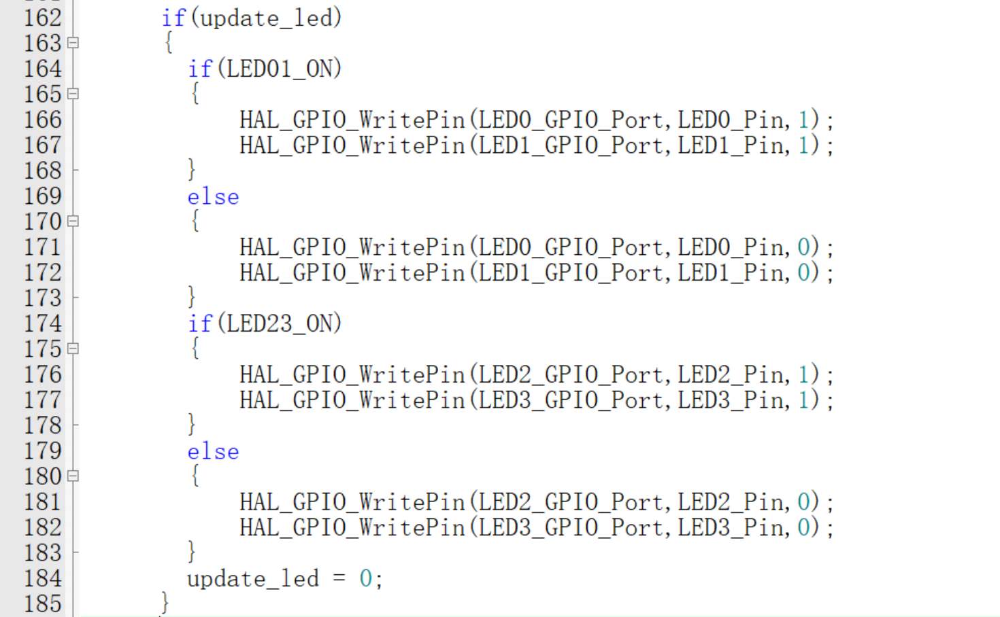 162 if(update_led)
163 {
164 if(LED01_ON)
165 {
166 HAL_GPIO_WritePin(LED0_GPIO_Port,LED0_Pin,1);
167 HAL_GPIO_WritePin(LED1_GPIO_Port,LED1_Pin,1);
168 }
169 else
170 {
171 HAL_GPIO_WritePin(LED0_GPIO_Port,LED0_Pin,0);
172 HAL_GPIO_WritePin(LED1_GPIO_Port,LED1_Pin,0);
173 }
174 if(LED23_ON)
175 {
176 HAL_GPIO_WritePin(LED2_GPIO_Port,LED2_Pin,1);
177 HAL_GPIO_WritePin(LED3_GPIO_Port,LED3_Pin,1);
178 }
179 else
180 {
181 HAL_GPIO_WritePin(LED2_GPIO_Port,LED2_Pin,0);
182 HAL_GPIO_WritePin(LED3_GPIO_Port,LED3_Pin,0);
183 }
184 update_led = 0;
185 }